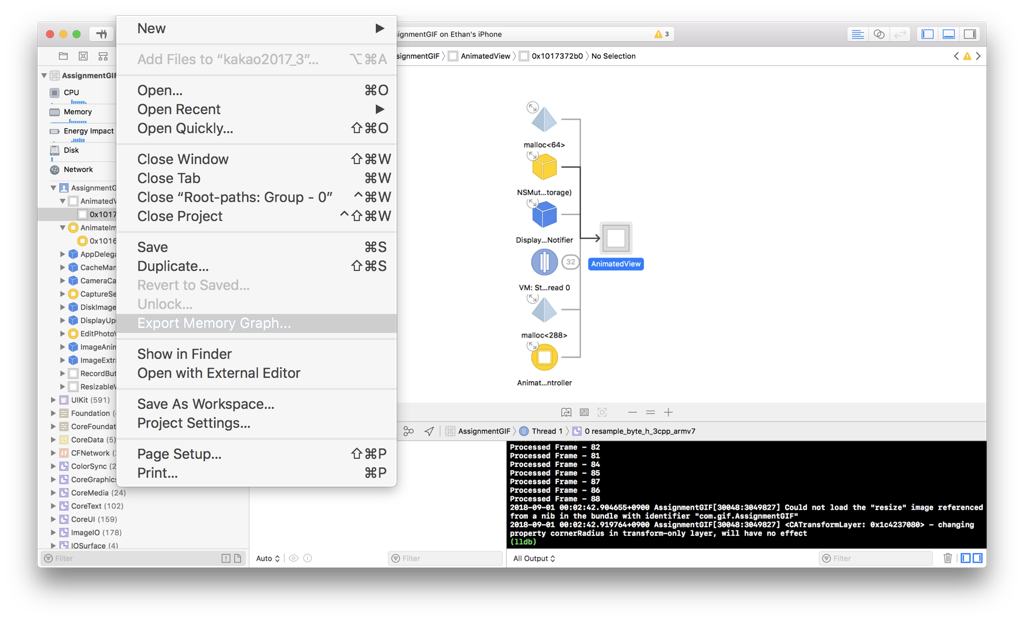 New
Add Files to “kakao2017_3”... ⌥⌘A
Open... ⌘O
Open Recent
Open Quickly... ⇧⌘O
Close Window ⇧⌘W
Close Tab ⌘W
Close “Root-paths: Group - 0” ^⌘W
Close Project ^⇧⌘W
Save ⌘S
Duplicate... ⇧⌘S
Revert to Saved...
Unlock...
Export Memory Graph...
Show in Finder
Open with External Editor
Save As Workspace...
Project Settings...
Page Setup... ⇧⌘P
Print... ⌘P
signmentGIF on Ethan's iPhone
3
signmentGIF
AnimatedView
0x1017372b0
No Selection
AssignmentGIF
CPU
Memory
Energy Impact
Disk
Network
AssignmentG
AnimatedV
0x1017
AnimateIm
0x1016
AppDelega
CacheMan
CameraCa
CaptureSe
DiskImage
DisplayUp
EditPhotoV
ImageAnin
ImageExtra
RecordButt
ResizableV
UIKit (591)
Foundation (
CoreFoundat
CoreData (5)
CFNetwork (
ColorSync (2
CoreGraphics
CoreMedia (24)
CoreText (102)
CoreUI (159)
ImageIO (178)
IOSurface (4)
Filter
malloc<64>
NSMut...torage)
Display...Notifier
32
VM: St...read 0
malloc<288>
Animat...ntroller
AnimatedView
AssignmentGIF
Thread 1
0 resample_byte_h_3cpp_armv7
Processed Frame - 82
Processed Frame - 81
Processed Frame - 84
Processed Frame - 85
Processed Frame - 87
Processed Frame - 86
Processed Frame - 88
2018-09-01 00:02:42.904655+0900 AssignmentGIF[30048:3049827] Could not load the "resize" image referenced
from a nib in the bundle with identifier "com.gif.AssignmentGIF"
2018-09-01 00:02:42.919764+0900 AssignmentGIF[30048:3049827] <CATransformLayer: 0x1c4237080> - changing
property cornerRadius in transform-only layer, will have no effect
(lldb)
Auto
Filter
All Output
Filter